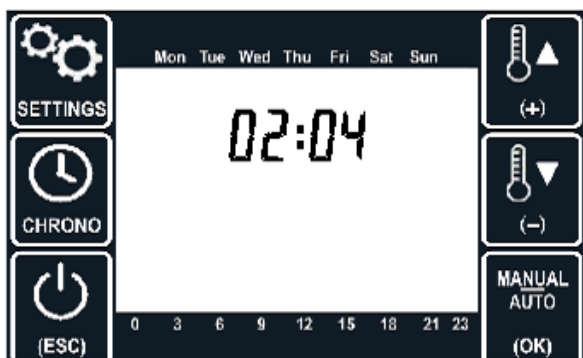 Mon Tue Wed Thu Fri Sat Sun
SETTINGS
02:04
(+)
CHRONO
(–)
MANUAL
AUTO
(ESC)
0 3 6 9 12 15 18 21 23
(OK)